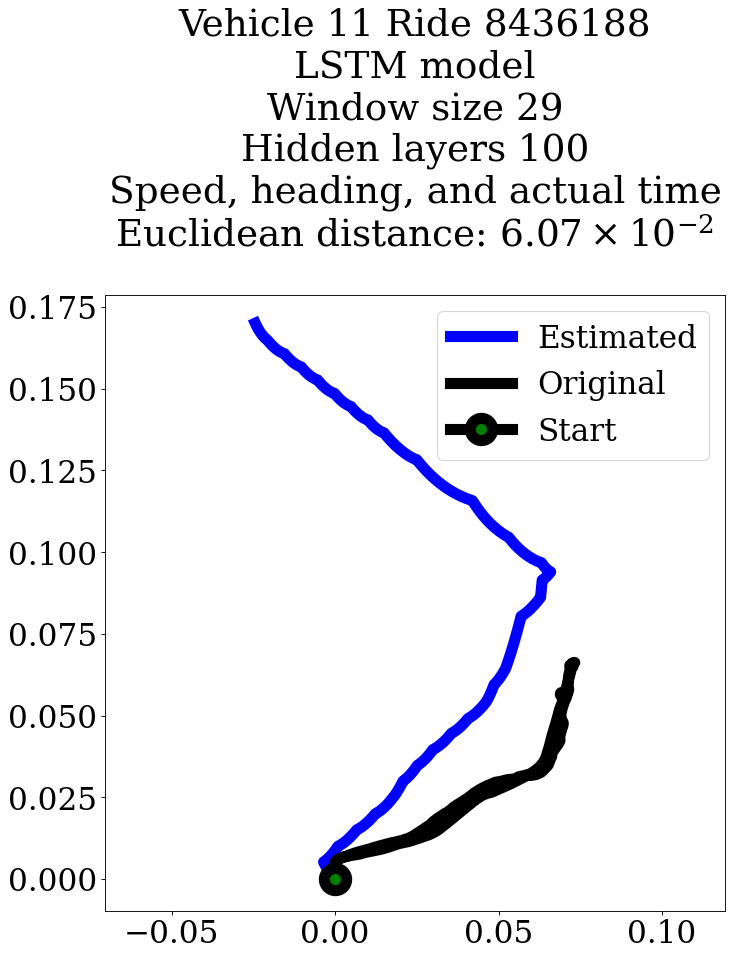 Vehicle 11 Ride 8436188
LSTM model
Window size 29
Hidden layers 100
Speed, heading, and actual time
Euclidean distance: 6.07 × 10⁻²
0.175
0.150
0.125
0.100
0.075
0.050
0.025
0.000
Estimated
Original
Start
−0.05
0.00
0.05
0.10